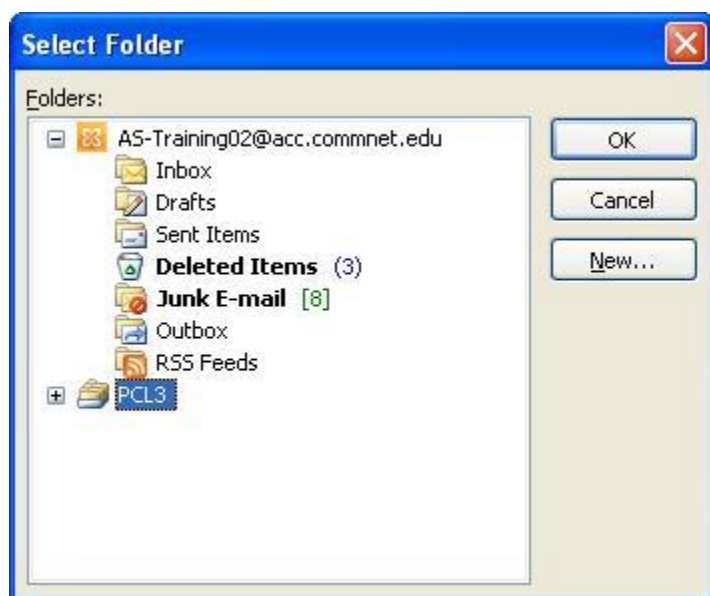 Select Folder
Folders:
AS-Training02@acc.commnet.edu
Inbox
Drafts
Sent Items
Deleted Items (3)
Junk E-mail [8]
Outbox
RSS Feeds
PCL3
OK
Cancel
New...